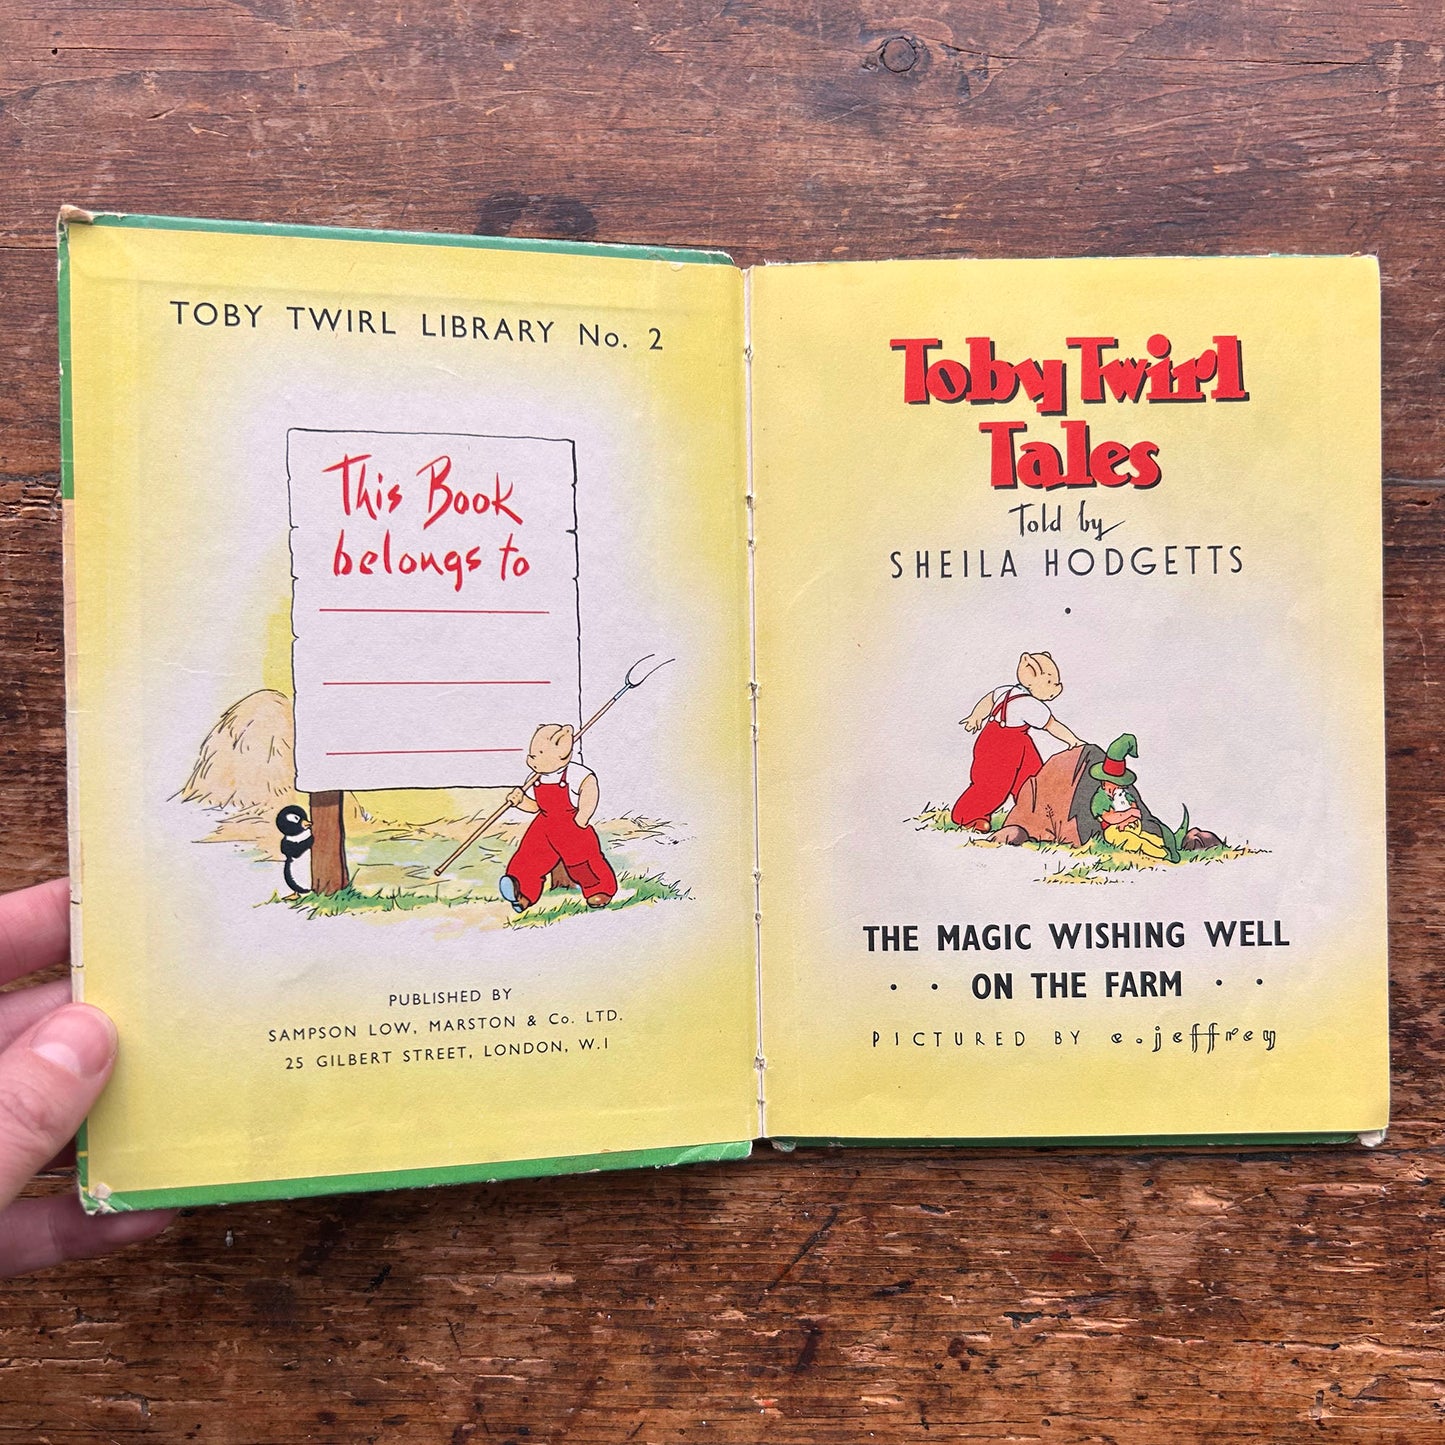 TOBY TWIRL LIBRARY No. 2
This Book
belongs to
PUBLISHED BY
SAMPSON LOW, MARSTON & Co. LTD.
25 GILBERT STREET, LONDON, W.I
Toby Twirl
Tales
Told by
SHEILA HODGETTS
THE MAGIC WISHING WELL
· · ON THE FARM · ·
PICTURED BY e.jeffrey